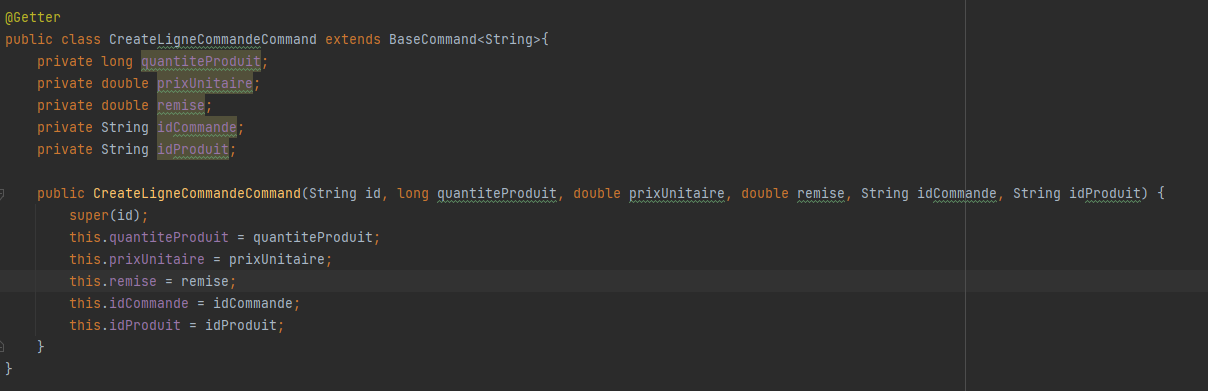 @Getter
public class CreateLigneCommandeCommand extends BaseCommand<String>{
    private long quantiteProduit;
    private double prixUnitaire;
    private double remise;
    private String idCommande;
    private String idProduit;
    public CreateLigneCommandeCommand(String id, long quantiteProduit, double prixUnitaire, double remise, String idCommande, String idProduit) {
        super(id);
        this.quantiteProduit = quantiteProduit;
        this.prixUnitaire = prixUnitaire;
        this.remise = remise;
        this.idCommande = idCommande;
        this.idProduit = idProduit;
    }
}